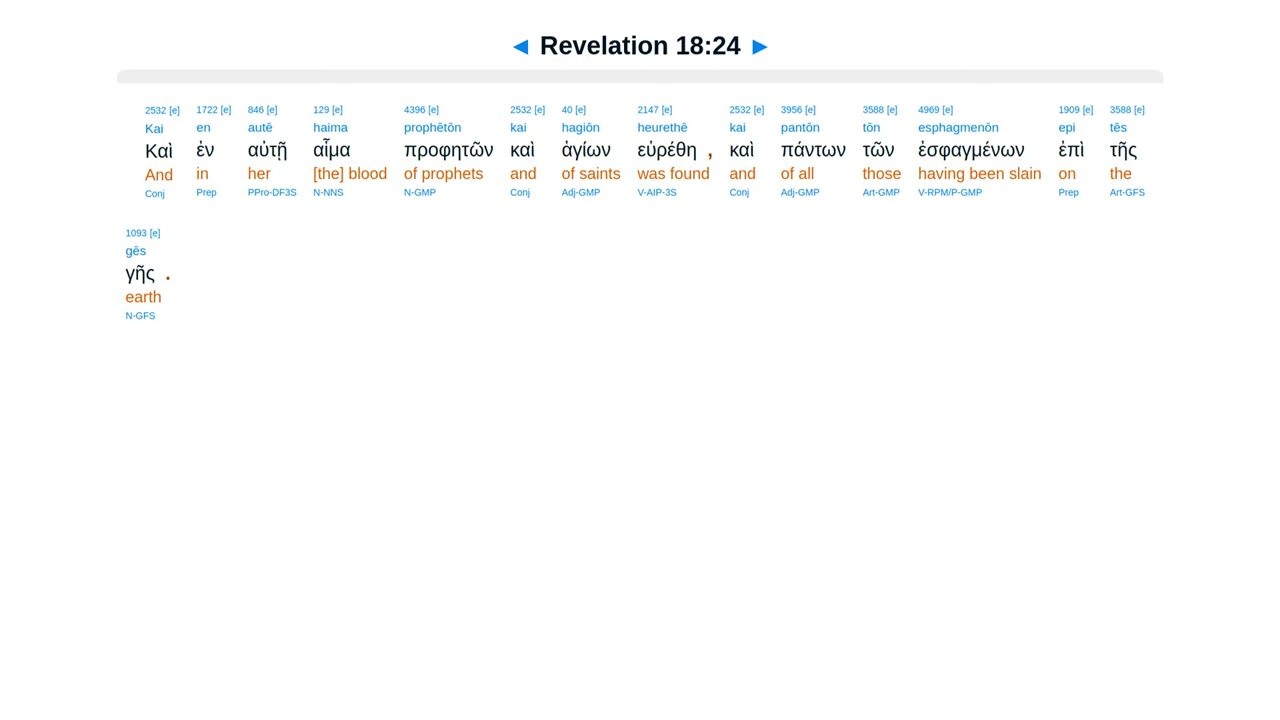 ◄ Revelation 18:24 ►
2532 [e] 1722 [e] 846 [e] 129 [e] 4396 [e] 2532 [e] 40 [e] 2147 [e] 2532 [e] 3956 [e] 3588 [e] 4969 [e] 1909 [e] 3588 [e]
Kai en autē haima prophētōn kai hagiōn heurethē kai pantōn tōn esphagmenōn epi tēs
Καὶ ἐν αὐτῇ αἷμα προφητῶν καὶ ἁγίων εὑρέθη , καὶ πάντων τῶν ἐσφαγμένων ἐπὶ τῆς
And in her [the] blood of prophets and of saints was found and of all those having been slain on the
Conj Prep PPro-DF3S N-NNS N-GMP Conj Adj-GMP V-AIP-3S Conj Adj-GMP Art-GMP V-RPM/P-GMP Prep Art-GFS
1093 [e]
gēs
γῆς .
earth
N-GFS